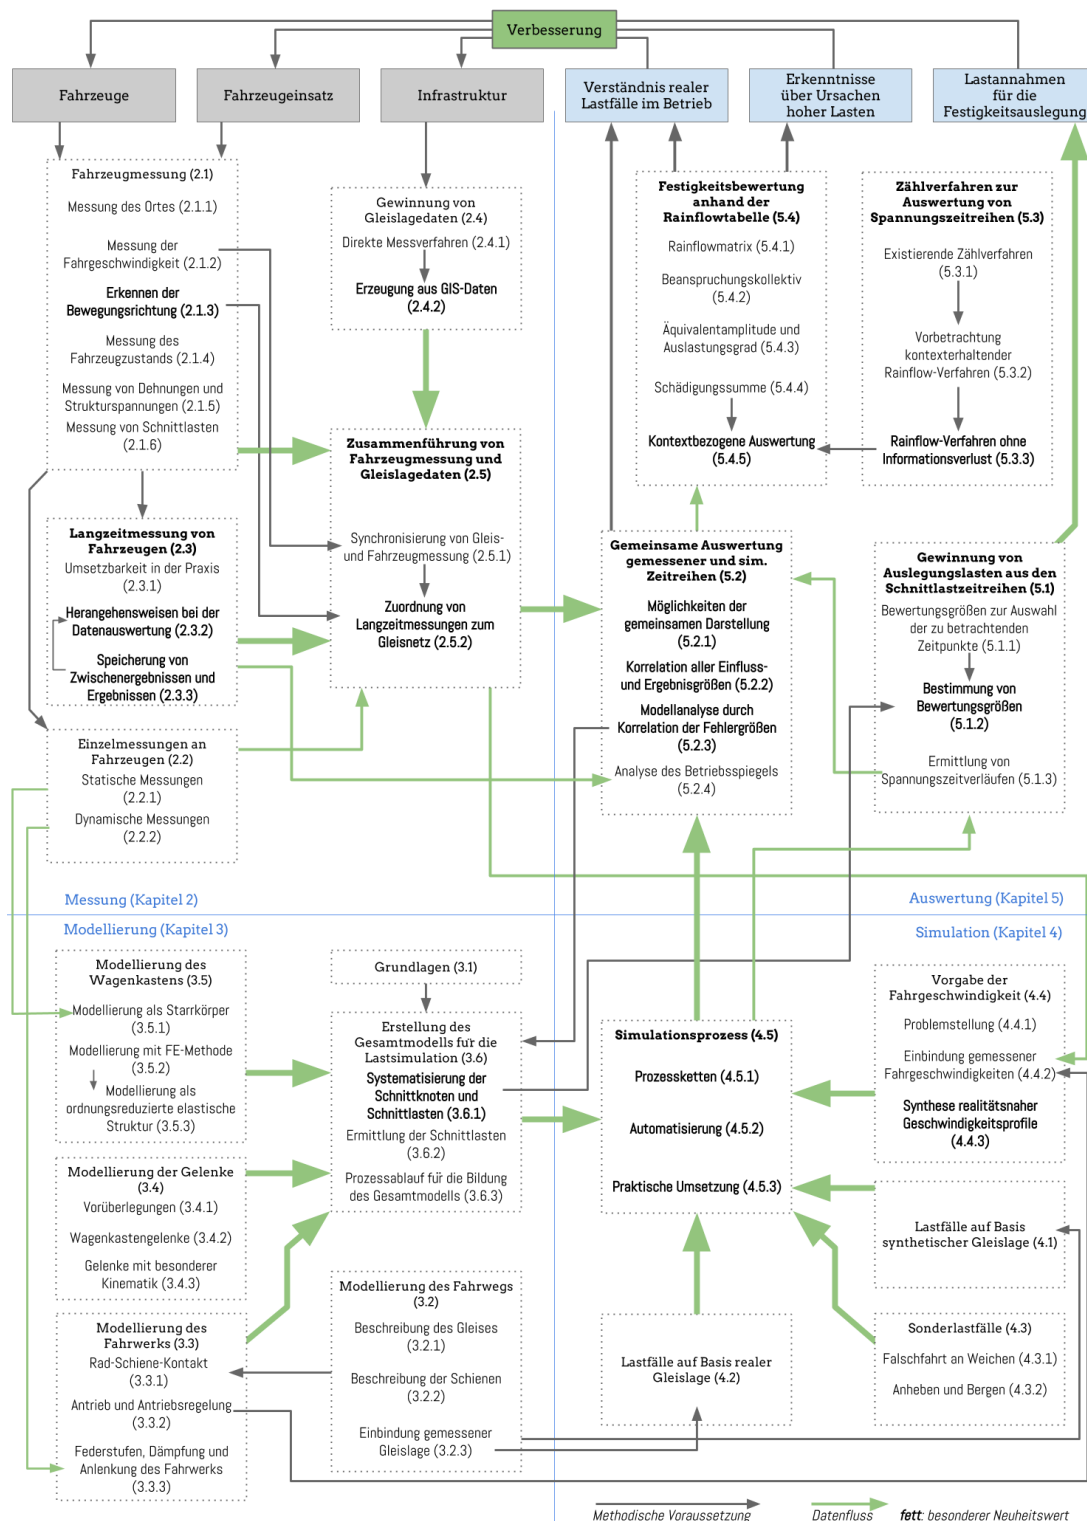 Verbesserung
Fahrzeuge
Fahrzeugeinsatz
Infrastruktur
Verständnis realer
Lastfälle im Betrieb
Erkenntnisse
über Ursachen
hoher Lasten
Lastannahmen
für die
Festigkeitsauslegung
Fahrzeugmessung (2.1)
Messung des Ortes (2.1.1)
Messung der
Fahrgeschwindigkeit (2.1.2)
Erkennen der
Bewegungsrichtung (2.1.3)
Messung des
Fahrzeugzustands (2.1.4)
Messung von Dehnungen und
Strukturspannungen (2.1.5)
Messung von Schnittlasten
(2.1.6)
Gewinnung von
Gleislagedaten (2.4)
Direkte Messverfahren (2.4.1)
Erzeugung aus GIS-Daten
(2.4.2)
Festigkeitsbewertung
anhand der
Rainflowtabelle (5.4)
Rainflowmatrix (5.4.1)
Beanspruchungskollektiv
(5.4.2)
Äquivalentamplitude und
Auslastungsgrad (5.4.3)
Schädigungssumme (5.4.4)
Kontextbezogene Auswertung
(5.4.5)
Zählverfahren zur
Auswertung von
Spannungszeitreihen (5.3)
Existierende Zählverfahren
(5.3.1)
Vorbetrachtung
kontexterhaltender
Rainflow-Verfahren (5.3.2)
Rainflow-Verfahren ohne
Informationsverlust (5.3.3)
Zusammenführung von
Fahrzeugmessung und
Gleislagedaten (2.5)
Synchronisierung von Gleis-
und Fahrzeugmessung (2.5.1)
Zuordnung von
Langzeitmessungen zum
Gleisnetz (2.5.2)
Langzeitmessung von
Fahrzeugen (2.3)
Umsetzbarkeit in der Praxis
(2.3.1)
Herangehensweisen bei der
Datenauswertung (2.3.2)
Speicherung von
Zwischenergebnissen und
Ergebnissen (2.3.3)
Gemeinsame Auswertung
gemessener und sim.
Zeitreihen (5.2)
Möglichkeiten der
gemeinsamen Darstellung
(5.2.1)
Korrelation aller Einfluss-
und Ergebnisgrößen (5.2.2)
Modellanalyse durch
Korrelation der Fehlergrößen
(5.2.3)
Analyse des Betriebsspiegels
(5.2.4)
Gewinnung von
Auslegungslasten aus den
Schnittlastzeitreihen (5.1)
Bewertungsgrößen zur Auswahl
der zu betrachtenden
Zeitpunkte (5.1.1)
Bestimmung von
Bewertungsgrößen
(5.1.2)
Ermittlung von
Spannungszeitverläufen (5.1.3)
Einzelmessungen an
Fahrzeugen (2.2)
Statische Messungen
(2.2.1)
Dynamische Messungen
(2.2.2)
Messung (Kapitel 2)
Auswertung (Kapitel 5)
Modellierung (Kapitel 3)
Simulation (Kapitel 4)
Modellierung des
Wagenkastens (3.5)
Modellierung als Starrkörper
(3.5.1)
Modellierung mit FE-Methode
(3.5.2)
Modellierung als
ordnungsreduzierte elastische
Struktur (3.5.3)
Grundlagen (3.1)
Erstellung des
Gesamtmodells für die
Lastsimulation (3.6)
Systematisierung der
Schnittknoten und
Schnittlasten (3.6.1)
Ermittlung der Schnittlasten
(3.6.2)
Prozessablauf für die Bildung
des Gesamtmodells (3.6.3)
Simulationsprozess (4.5)
Prozessketten (4.5.1)
Automatisierung (4.5.2)
Praktische Umsetzung (4.5.3)
Vorgabe der
Fahrgeschwindigkeit (4.4)
Problemstellung (4.4.1)
Einbindung gemessener
Fahrgeschwindigkeiten (4.4.2)
Synthese realitätsnaher
Geschwindigkeitsprofile
(4.4.3)
Modellierung der Gelenke
(3.4)
Vorüberlegungen (3.4.1)
Wagenkastengelenke (3.4.2)
Gelenke mit besonderer
Kinematik (3.4.3)
Lastfälle auf Basis
synthetischer Gleislage (4.1)
Modellierung des Fahrwegs
(3.2)
Beschreibung des Gleises
(3.2.1)
Beschreibung der Schienen
(3.2.2)
Einbindung gemessener
Gleislage (3.2.3)
Modellierung des
Fahrwerks (3.3)
Rad-Schiene-Kontakt
(3.3.1)
Antrieb und Antriebsregelung
(3.3.2)
Federstufen, Dämpfung und
Anlenkung des Fahrwerks
(3.3.3)
Lastfälle auf Basis realer
Gleislage (4.2)
Sonderlastfälle (4.3)
Falschfahrt an Weichen (4.3.1)
Anheben und Bergen (4.3.2)
Methodische Voraussetzung
Datenfluss
fett: besonderer Neuheitswert